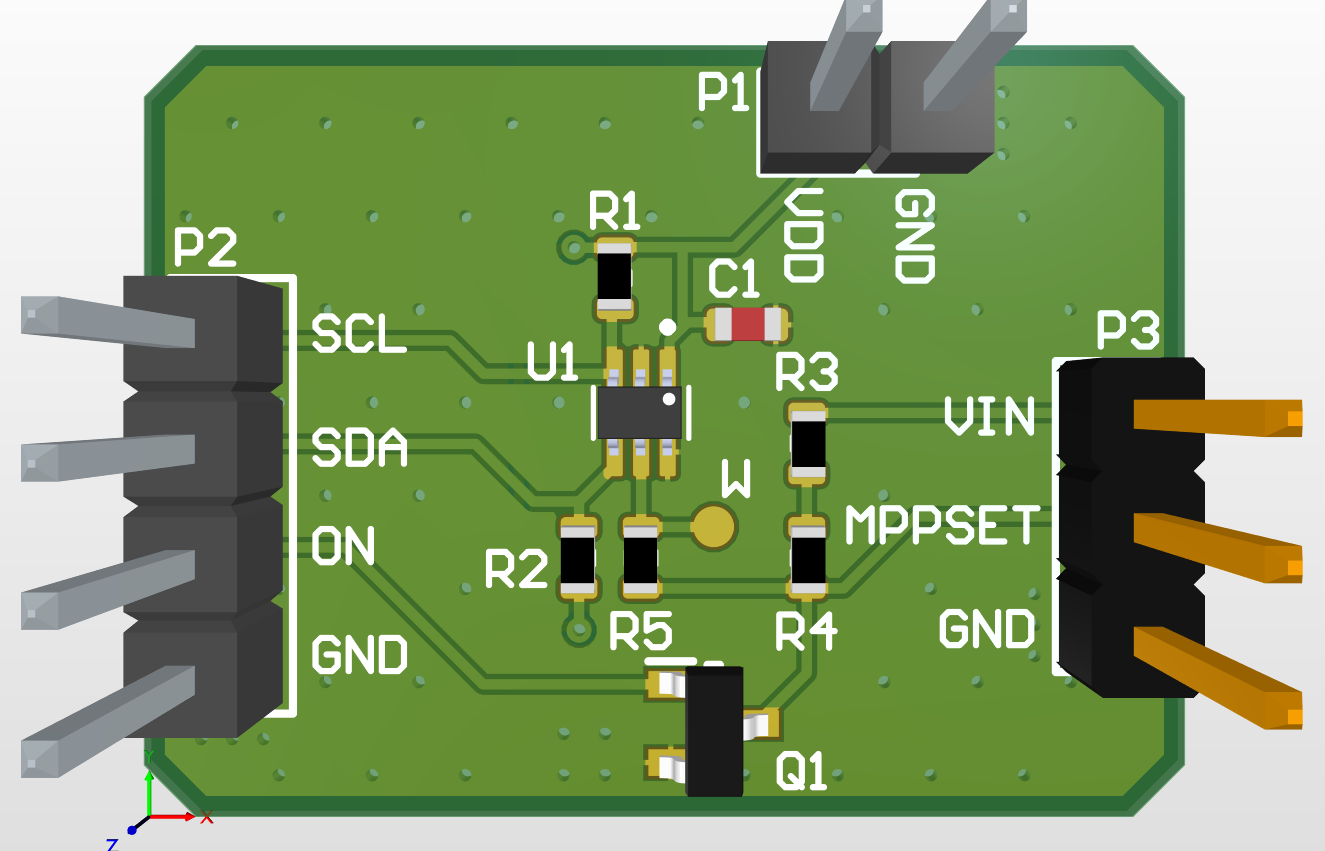 P1
VDD
GND
R1
P2
C1
SCL
U1
P3
R3
VIN
SDA
W
MPPSET
ON
R2
R5
R4
GND
GND
Q1
Y
X
Z